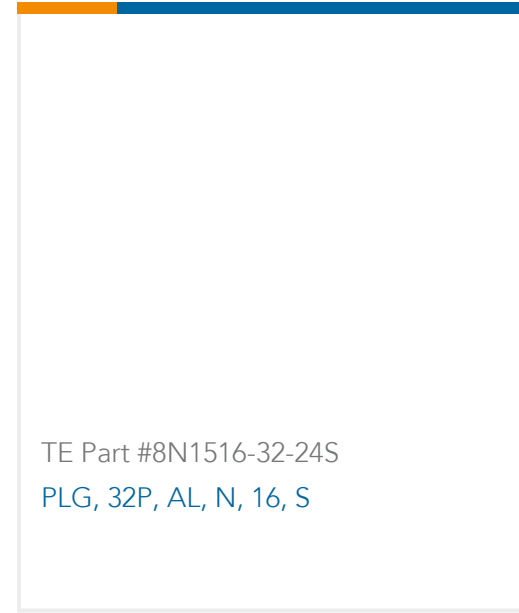 TE Part #8N1516-32-24S
PLG, 32P, AL, N, 16, S